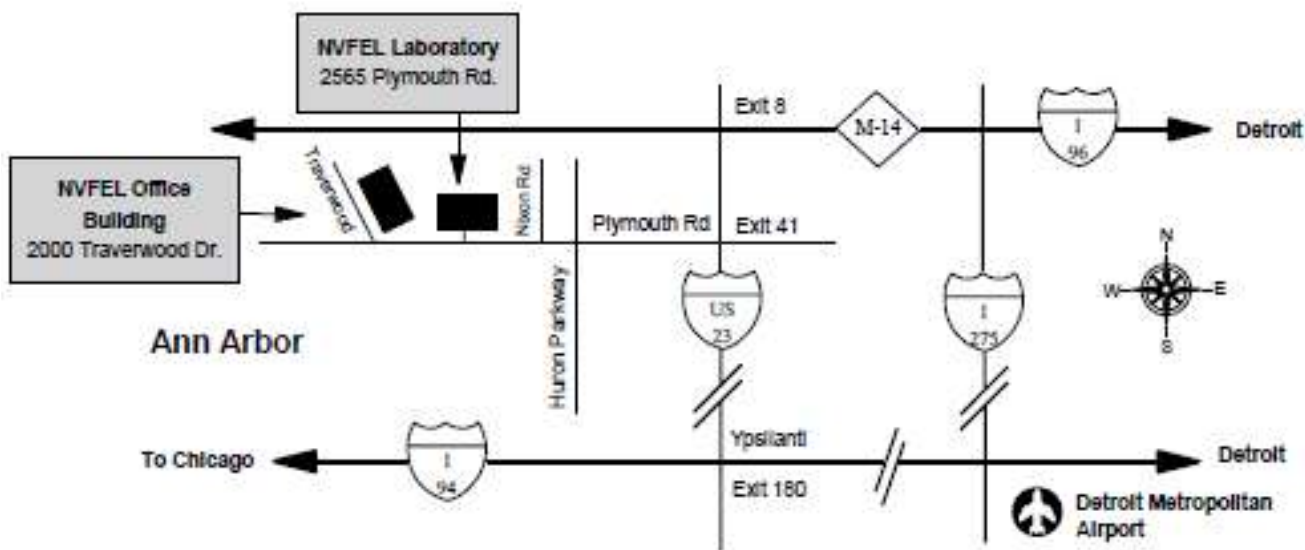 NVFEL Laboratory
2565 Plymouth Rd.
Exit 8
M-14
I
96
Detroit
NVFEL Office
Building
2000 Traverwood Dr.
Traverwood
Nixon Rd
Plymouth Rd
Exit 41
Huron Parkway
US
23
I
275
N
W
E
S
Ann Arbor
To Chicago
I
94
Ypsilanti
Exit 180
Detroit
Detroit Metropolitan
Airport